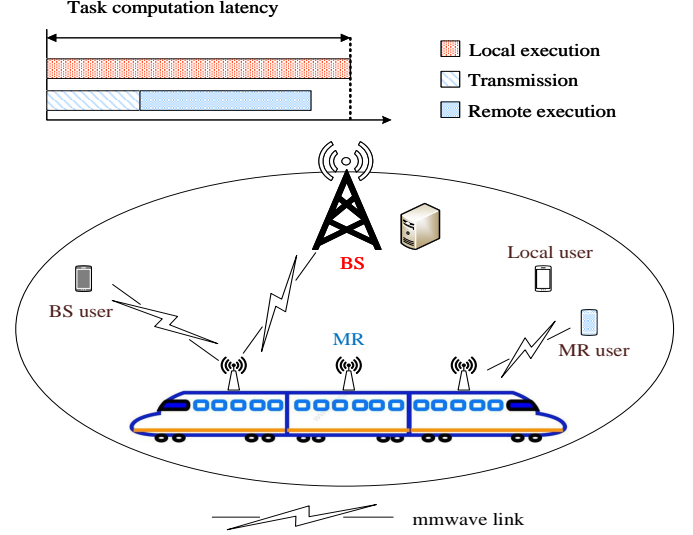 Task computation latency
Local execution
Transmission
Remote execution
BS
Local user
BS user
MR
MR user
mmwave link